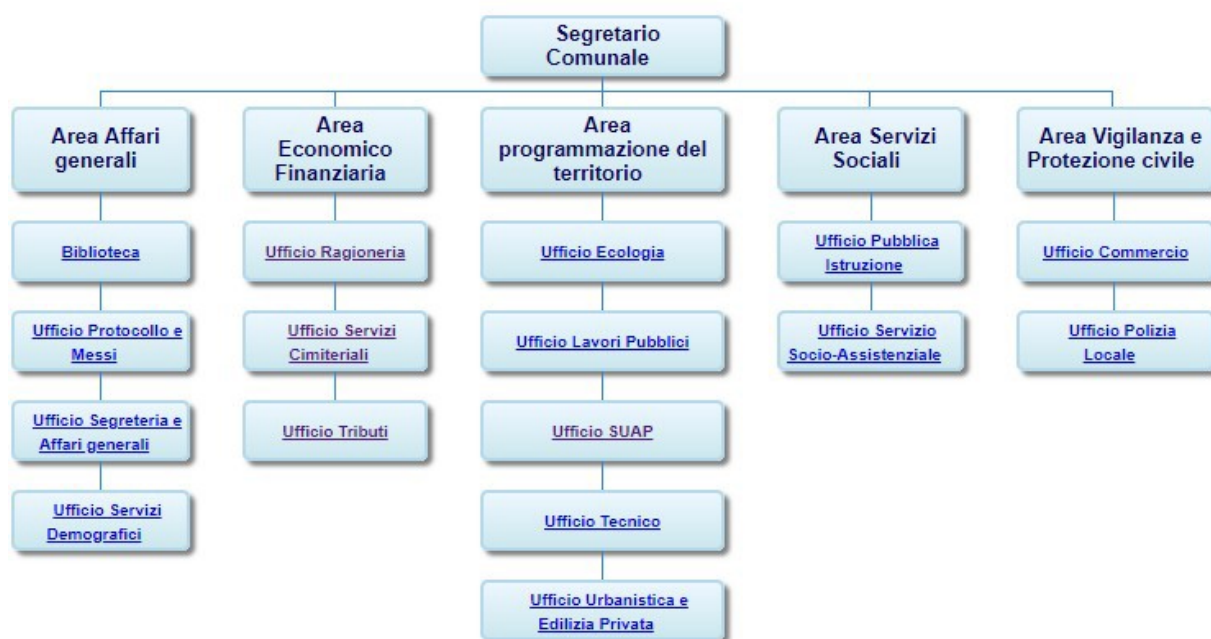 Segretario
Comunale
Area Affari
generali
Area
Economico
Finanziaria
Area
programmazione del
territorio
Area Servizi
Sociali
Area Vigilanza e
Protezione civile
Biblioteca
Ufficio Ragioneria
Ufficio Ecologia
Ufficio Pubblica
Istruzione
Ufficio Commercio
Ufficio Protocollo e
Messi
Ufficio Servizi
Cimiteriali
Ufficio Lavori Pubblici
Ufficio Servizio
Socio-Assistenziale
Ufficio Polizia
Locale
Ufficio Segreteria e
Affari generali
Ufficio Tributi
Ufficio SUAP
Ufficio Servizi
Demografici
Ufficio Tecnico
Ufficio Urbanistica e
Edilizia Privata